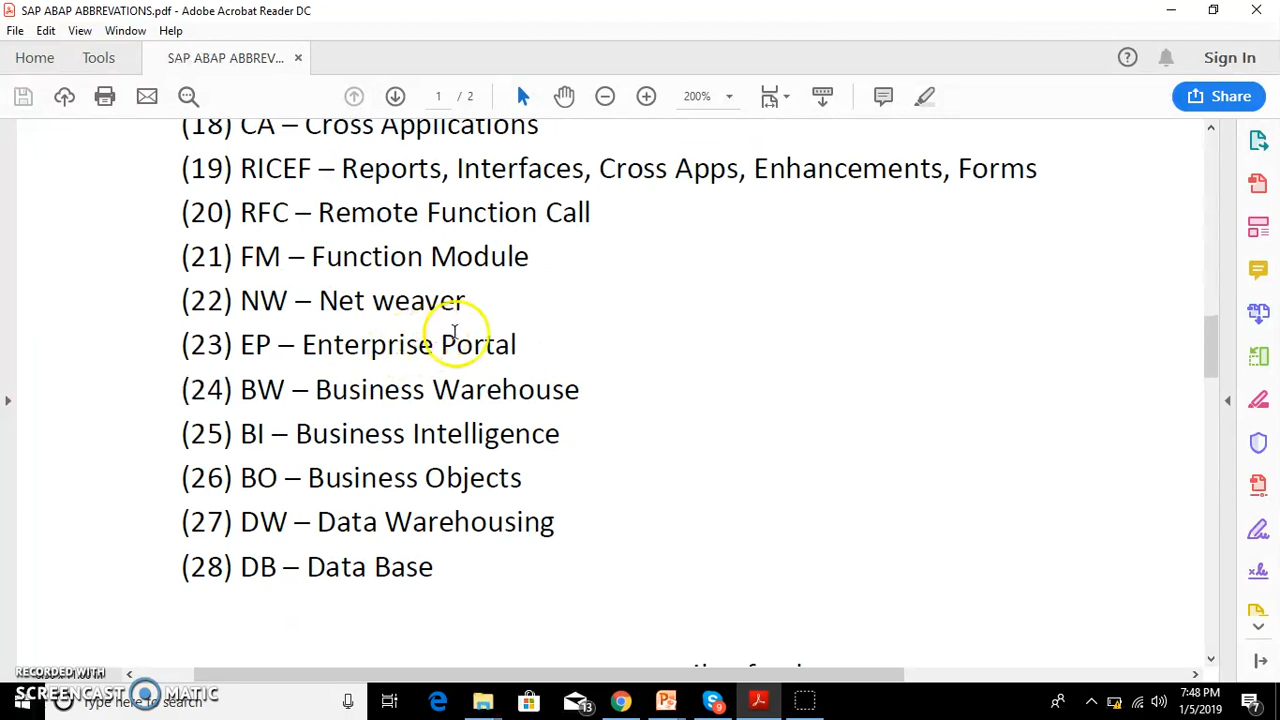 SAP ABAP ABBREVATIONS.pdf - Adobe Acrobat Reader DC
File Edit View Window Help
Home Tools SAP ABAP ABBREV... × Sign In
1 / 2 200% Share
(18) CA – Cross Applications
(19) RICEF – Reports, Interfaces, Cross Apps, Enhancements, Forms
(20) RFC – Remote Function Call
(21) FM – Function Module
(22) NW – Net weaver
(23) EP – Enterprise Portal
(24) BW – Business Warehouse
(25) BI – Business Intelligence
(26) BO – Business Objects
(27) DW – Data Warehousing
(28) DB – Data Base
RECORDED WITH
SCREENCAST MATIC
Type here to search
13
9
7:48 PM
1/5/2019
7